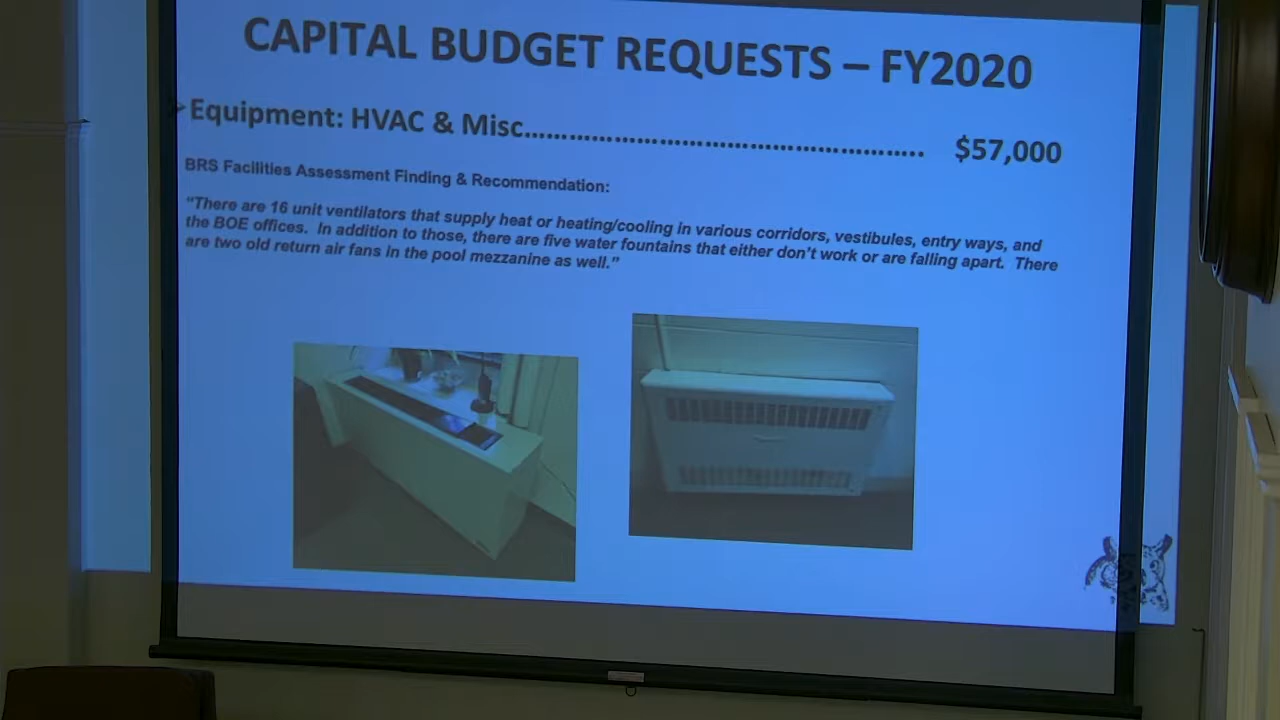 CAPITAL BUDGET REQUESTS – FY2020
Equipment: HVAC & Misc.................................................. $57,000
BRS Facilities Assessment Finding & Recommendation:
“There are 16 unit ventilators that supply heat or heating/cooling in various corridors, vestibules, entry ways, and
the BOE offices. In addition to those, there are five water fountains that either don’t work or are falling apart. There
are two old return air fans in the pool mezzanine as well.”